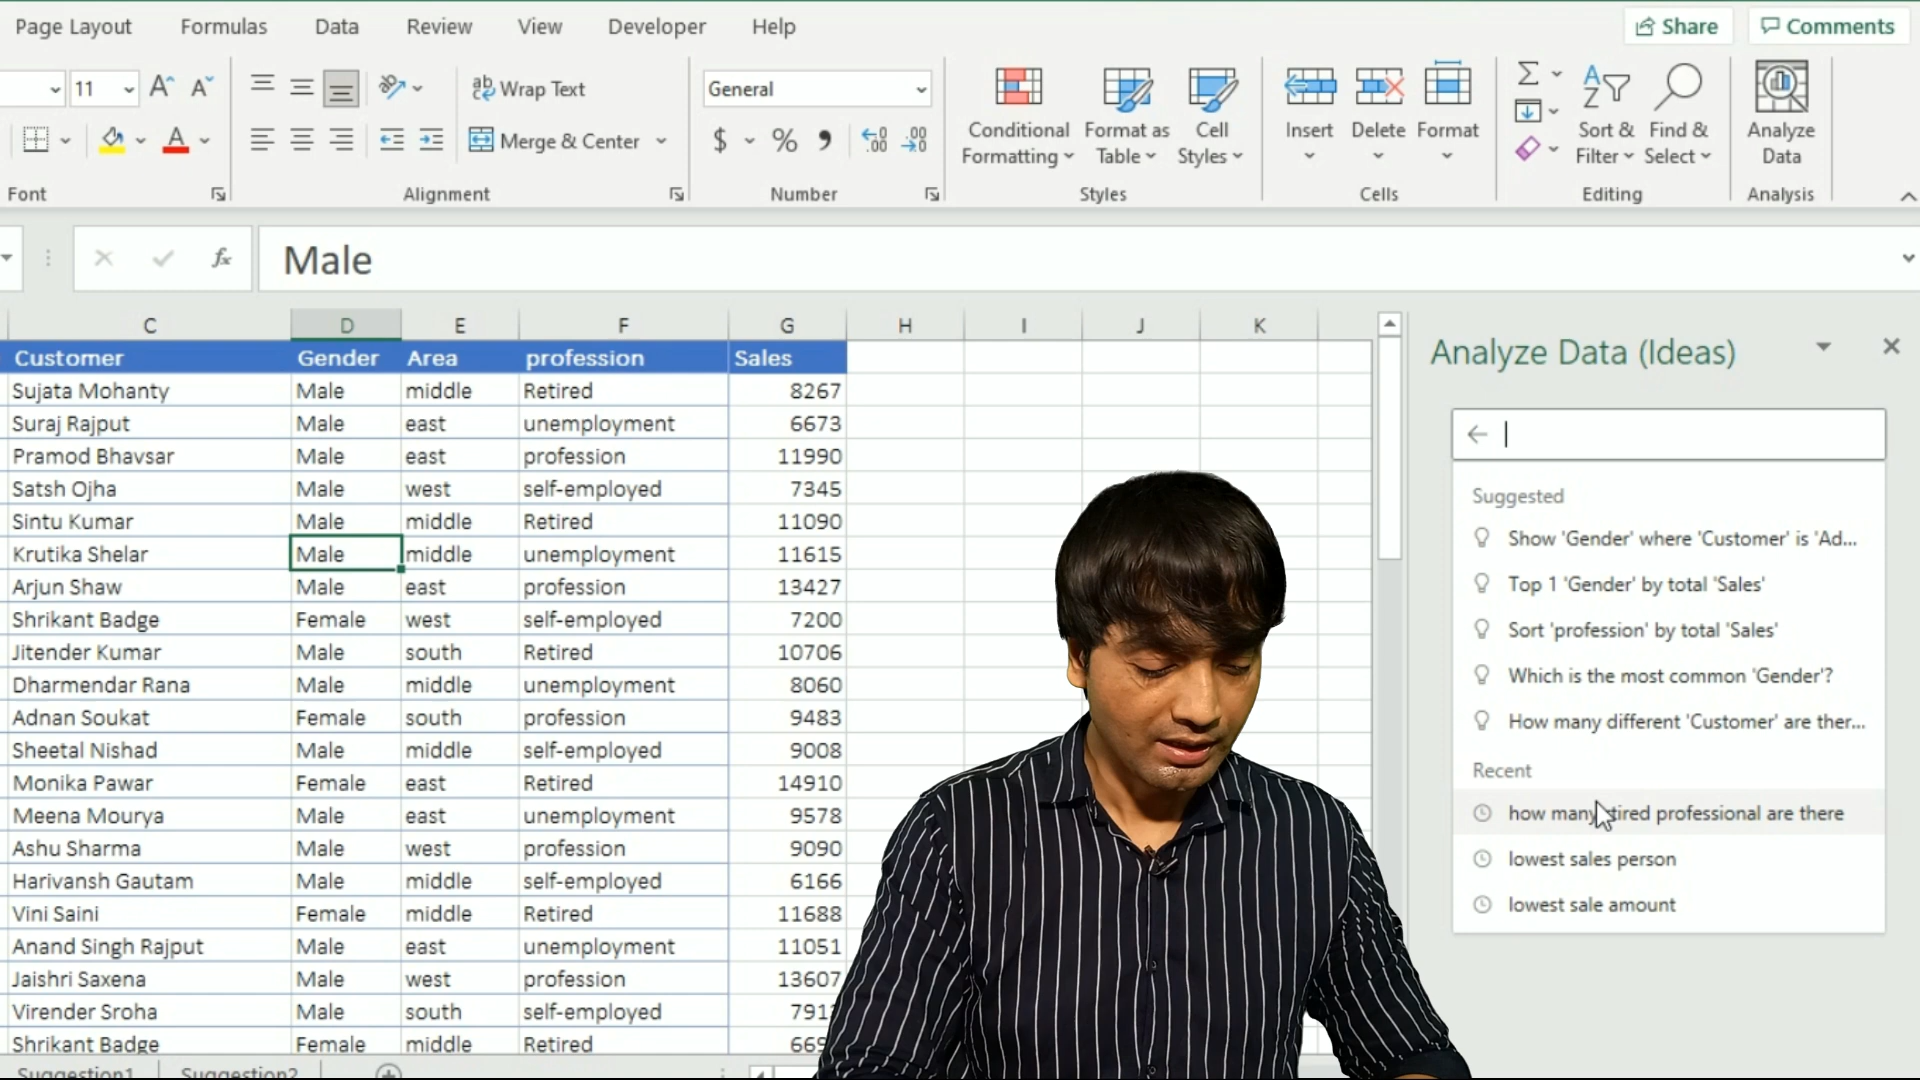 Page Layout Formulas Data Review View Developer Help Share Comments
11 A A ab Wrap Text General
Conditional Formatting Format as Table Cell Styles Insert Delete Format Sort & Filter Find & Select Analyze Data
A Merge & Center $ % , .00 .00
Font Alignment Number Styles Cells Editing Analysis
fx Male
C D E F G H I J K
Customer Gender Area profession Sales
Sujata Mohanty Male middle Retired 8267
Suraj Rajput Male east unemployment 6673
Pramod Bhavsar Male east profession 11990
Satsh Ojha Male west self-employed 7345
Sintu Kumar Male middle Retired 11090
Krutika Shelar Male middle unemployment 11615
Arjun Shaw Male east profession 13427
Shrikant Badge Female west self-employed 7200
Jitender Kumar Male south Retired 10706
Dharmendar Rana Male middle unemployment 8060
Adnan Soukat Female south profession 9483
Sheetal Nishad Male middle self-employed 9008
Monika Pawar Female east Retired 14910
Meena Mourya Male east unemployment 9578
Ashu Sharma Male west profession 9090
Harivansh Gautam Male middle self-employed 6166
Vini Saini Female middle Retired 11688
Anand Singh Rajput Male east unemployment 11051
Jaishri Saxena Male west profession 13607
Virender Sroha Male south self-employed
Shrikant Badge Female middle Retired
Suggestion1 Suggestion2
Analyze Data (Ideas)
Suggested
Show 'Gender' where 'Customer' is 'Ad...
Top 1 'Gender' by total 'Sales'
Sort 'profession' by total 'Sales'
Which is the most common 'Gender'?
How many different 'Customer' are ther...
Recent
how many tired professional are there
lowest sales person
lowest sale amount